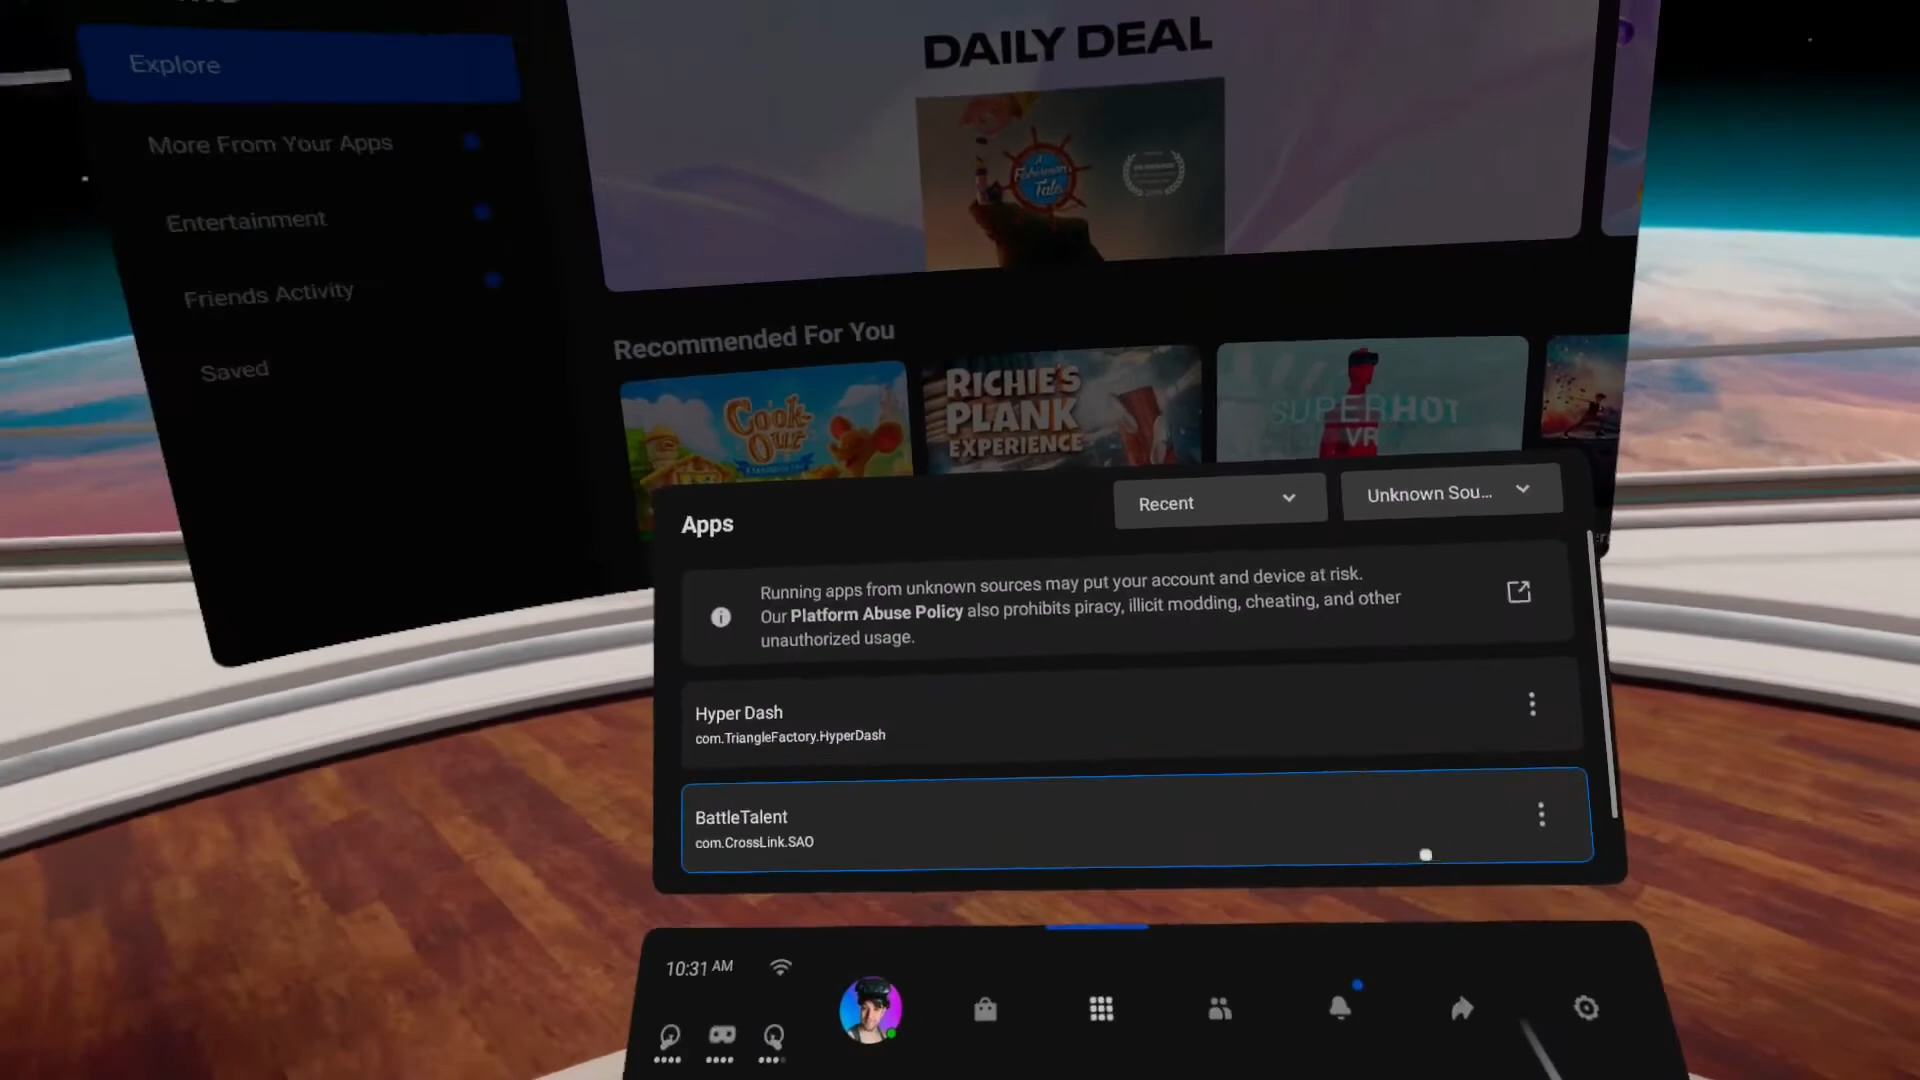 Explore
More From Your Apps
Entertainment
Friends Activity
Saved
DAILY DEAL
A
Fisherman's
Tale
Recommended For You
Cook-
Out
RICHIE'S
PLANK
EXPERIENCE
SUPERHOT
VR
Apps
Recent
Unknown Sou...
Running apps from unknown sources may put your account and device at risk.
Our Platform Abuse Policy also prohibits piracy, illicit modding, cheating, and other
unauthorized usage.
Hyper Dash
com.TriangleFactory.HyperDash
BattleTalent
com.CrossLink.SAO
10:31 AM